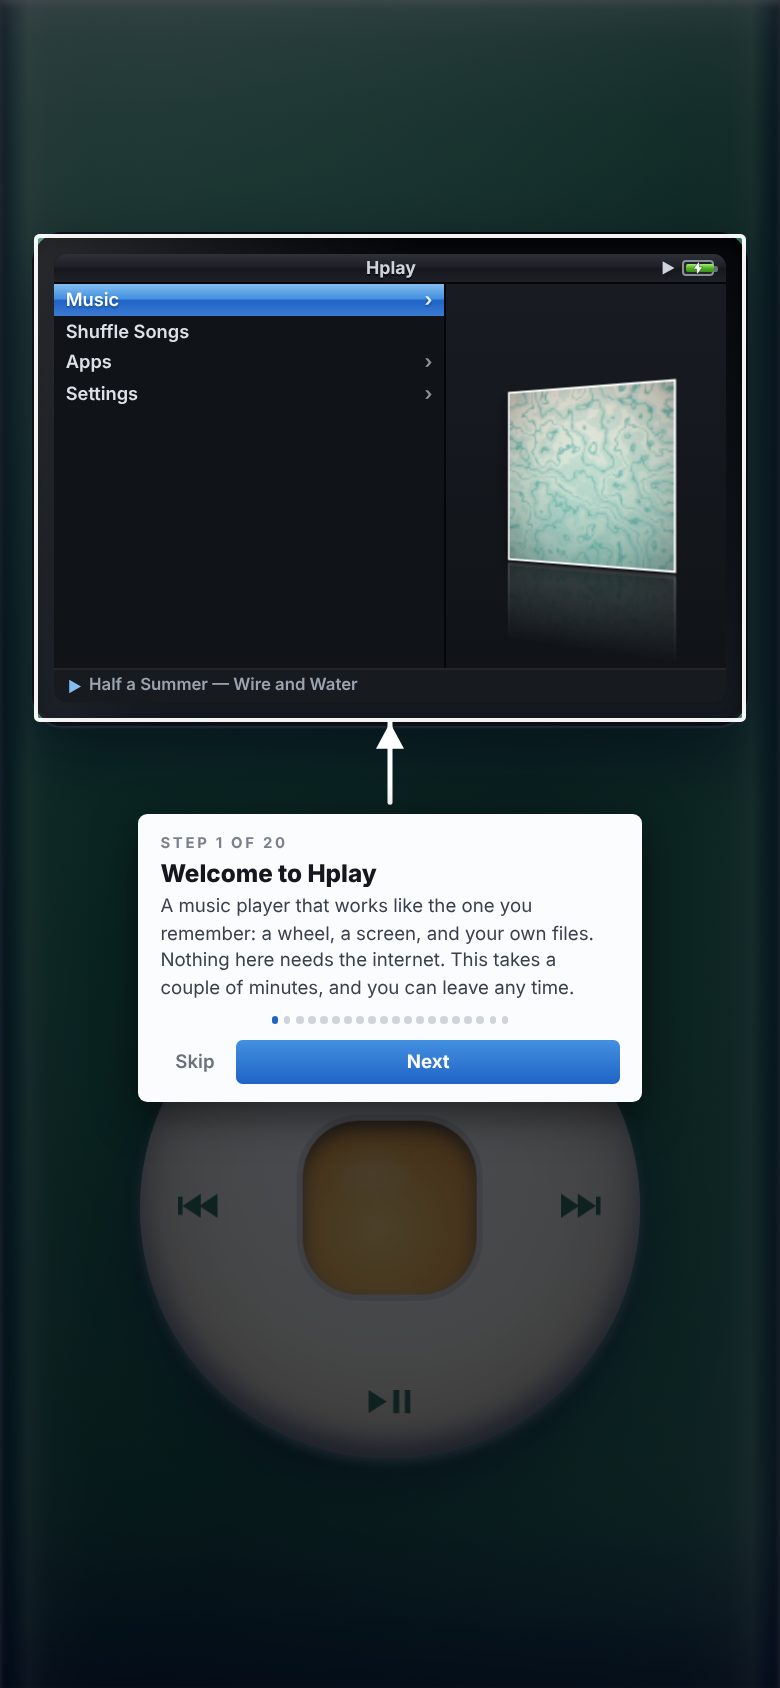 Hplay
Music
Shuffle Songs
Apps
Settings
Half a Summer — Wire and Water
STEP 1 OF 20
Welcome to Hplay
A music player that works like the one you
remember: a wheel, a screen, and your own files.
Nothing here needs the internet. This takes a
couple of minutes, and you can leave any time.
Skip
Next